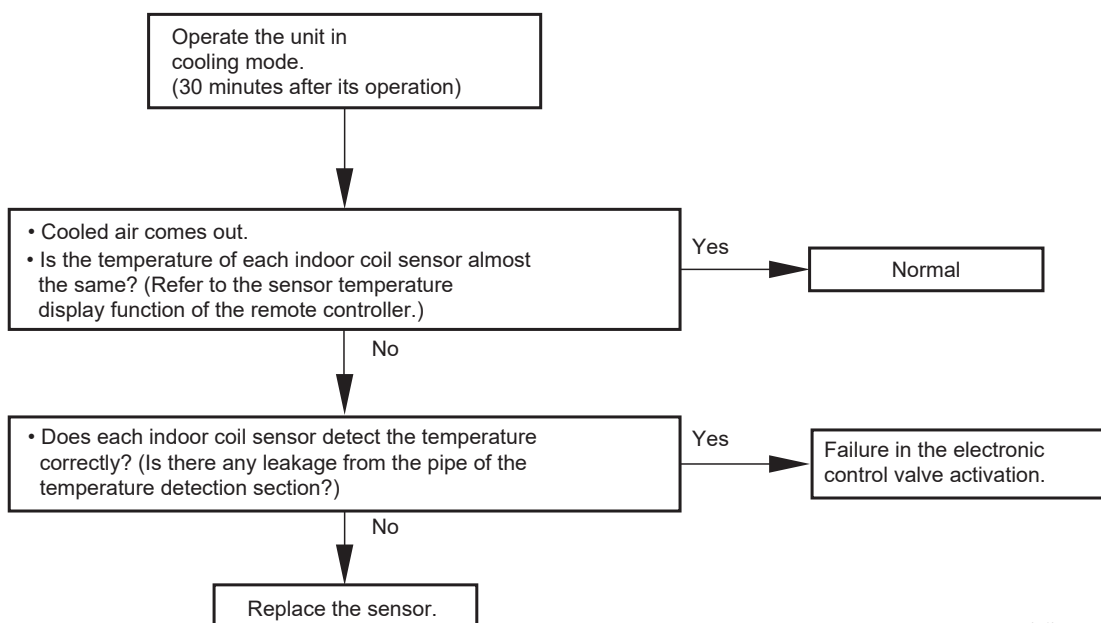 Operate the unit in
cooling mode.
(30 minutes after its operation)
• Cooled air comes out.
• Is the temperature of each indoor coil sensor almost
the same? (Refer to the sensor temperature
display function of the remote controller.)
Yes
Normal
No
• Does each indoor coil sensor detect the temperature
correctly? (Is there any leakage from the pipe of the
temperature detection section?)
Yes
Failure in the electronic
control valve activation.
No
Replace the sensor.